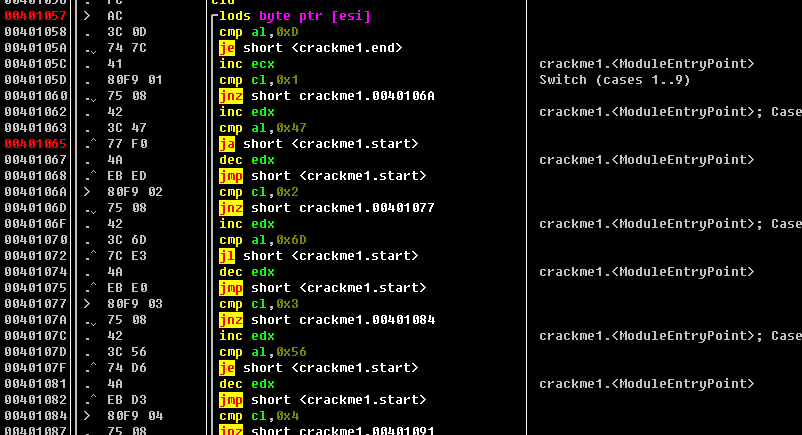 00401057 > AC lods byte ptr [esi]
00401058 . 3C 0D cmp al,0xD
0040105A .˅ 74 7C je short <crackme1.end>
0040105C . 41 inc ecx crackme1.<ModuleEntryPoint>
0040105D . 80F9 01 cmp cl,0x1 Switch (cases 1..9)
00401060 .˅ 75 08 jnz short crackme1.0040106A
00401062 . 42 inc edx crackme1.<ModuleEntryPoint>; Case
00401063 . 3C 47 cmp al,0x47
00401065 .^ 77 F0 ja short <crackme1.start>
00401067 . 4A dec edx crackme1.<ModuleEntryPoint>
00401068 .^ EB ED jmp short <crackme1.start>
0040106A > 80F9 02 cmp cl,0x2
0040106D .˅ 75 08 jnz short crackme1.00401077
0040106F . 42 inc edx crackme1.<ModuleEntryPoint>; Case
00401070 . 3C 6D cmp al,0x6D
00401072 .^ 7C E3 jl short <crackme1.start>
00401074 . 4A dec edx crackme1.<ModuleEntryPoint>
00401075 .^ EB E0 jmp short <crackme1.start>
00401077 > 80F9 03 cmp cl,0x3
0040107A .˅ 75 08 jnz short crackme1.00401084
0040107C . 42 inc edx crackme1.<ModuleEntryPoint>; Case
0040107D . 3C 56 cmp al,0x56
0040107F .^ 74 D6 je short <crackme1.start>
00401081 . 4A dec edx crackme1.<ModuleEntryPoint>
00401082 .^ EB D3 jmp short <crackme1.start>
00401084 > 80F9 04 cmp cl,0x4
00401087 .˅ 75 08 jnz short crackme1.00401091